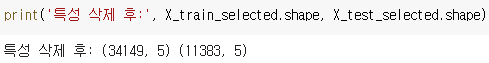 print('특성 삭제 후:', X_train_selected.shape, X_test_selected.shape)
특성 삭제 후: (34149, 5) (11383, 5)